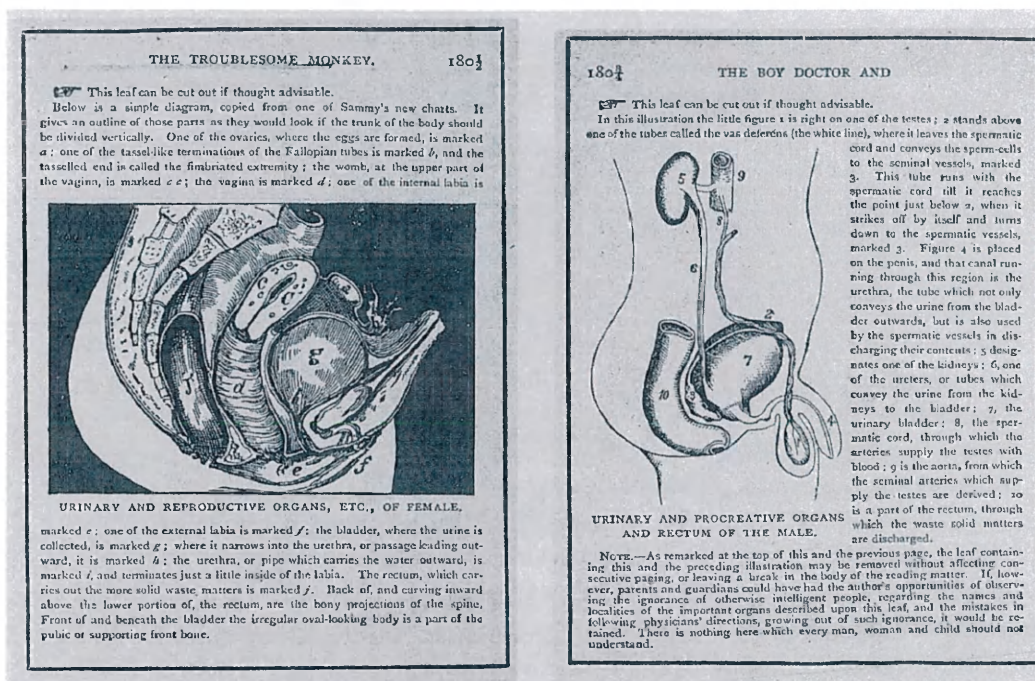 THE TROUBLESOME MONKEY. 180½
☞ This leaf can be cut out if thought advisable.
Below is a simple diagram, copied from one of Sammy's new charts. It
gives an outline of those parts as they would look if the trunk of the body should
be divided vertically. One of the ovaries, where the eggs are formed, is marked
a; one of the tassel-like terminations of the Fallopian tubes is marked b, and the
tasselled end is called the fimbriated extremity; the womb, at the upper part of
the vagina, is marked c c; the vagina is marked d; one of the internal labia is
C
C
a
b
g
d
j
h
i
e
f
URINARY AND REPRODUCTIVE ORGANS, ETC., OF FEMALE.
marked e; one of the external labia is marked f; the bladder, where the urine is
collected, is marked g; where it narrows into the urethra, or passage leading out-
ward, it is marked h; the urethra, or pipe which carries the water outward, is
marked i, and terminates just a little inside of the labia. The rectum, which car-
ries out the more solid waste matters is marked j. Back of, and curving inward
above the lower portion of, the rectum, are the bony projections of the spine,
Front of and beneath the bladder the irregular oval-looking body is a part of the
pubic or supporting front bone.
180¾ THE BOY DOCTOR AND
☞ This leaf can be cut out if thought advisable.
In this illustration the little figure 1 is right on one of the testes; 2 stands above
one of the tubes called the vas deferens (the white line), where it leaves the spermatic
cord and conveys the sperm-cells
to the seminal vessels, marked
3. This tube runs with the
spermatic cord till it reaches
the point just below 2, when it
strikes off by itself and turns
down to the spermatic vessels,
marked 3. Figure 4 is placed
on the penis, and that canal run-
ning through this region is the
urethra, the tube which not only
conveys the urine from the blad-
der outwards, but is also used
by the spermatic vessels in dis-
charging their contents; 5 desig-
nates one of the kidneys; 6, one
of the ureters, or tubes which
convey the urine from the kid-
neys to the bladder; 7, the
urinary bladder; 8, the sper-
matic cord, through which the
arteries supply the testes with
blood; 9 is the aorta, from which
the seminal arteries which sup-
ply the testes are derived; 10
is a part of the rectum, through
which the waste solid matters
are discharged.
5
9
8
6
2
7
10
3
4
URINARY AND PROCREATIVE ORGANS
AND RECTUM OF THE MALE.
NOTE.—As remarked at the top of this and the previous page, the leaf contain-
ing this and the preceding illustration may be removed without affecting con-
secutive paging, or leaving a break in the body of the reading matter. If, how-
ever, parents and guardians could have had the author's opportunities of observ-
ing the ignorance of otherwise intelligent people, regarding the names and
localities of the important organs described upon this leaf, and the mistakes in
following physicians' directions, growing out of such ignorance, it would be re-
tained. There is nothing here which every man, woman and child should not
understand.